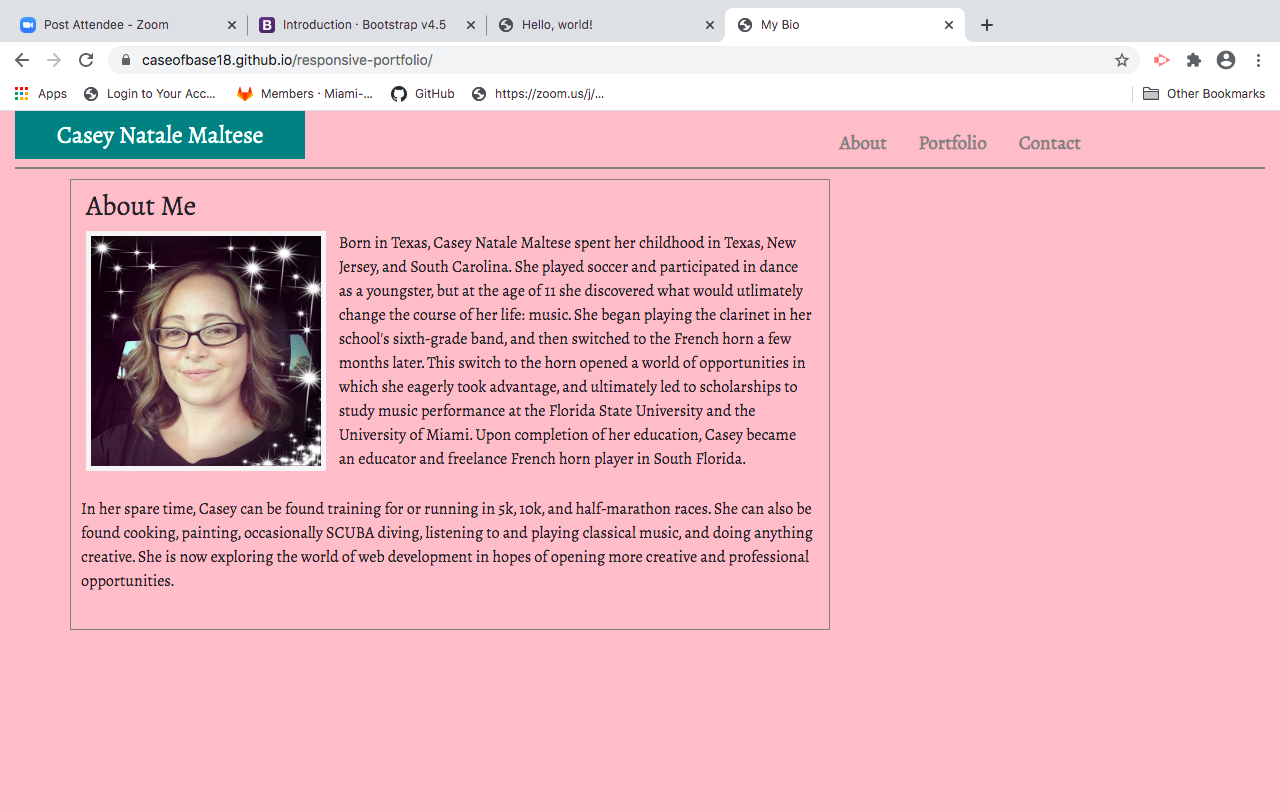 Post Attendee - Zoom
Introduction · Bootstrap v4.5
Hello, world!
My Bio
caseofbase18.github.io/responsive-portfolio/
Apps
Login to Your Acc...
Members · Miami-...
GitHub
https://zoom.us/j/...
Other Bookmarks
Casey Natale Maltese
About
Portfolio
Contact
About Me
Born in Texas, Casey Natale Maltese spent her childhood in Texas, New
Jersey, and South Carolina. She played soccer and participated in dance
as a youngster, but at the age of 11 she discovered what would utlimately
change the course of her life: music. She began playing the clarinet in her
school's sixth-grade band, and then switched to the French horn a few
months later. This switch to the horn opened a world of opportunities in
which she eagerly took advantage, and ultimately led to scholarships to
study music performance at the Florida State University and the
University of Miami. Upon completion of her education, Casey became
an educator and freelance French horn player in South Florida.
In her spare time, Casey can be found training for or running in 5k, 10k, and half-marathon races. She can also be
found cooking, painting, occasionally SCUBA diving, listening to and playing classical music, and doing anything
creative. She is now exploring the world of web development in hopes of opening more creative and professional
opportunities.